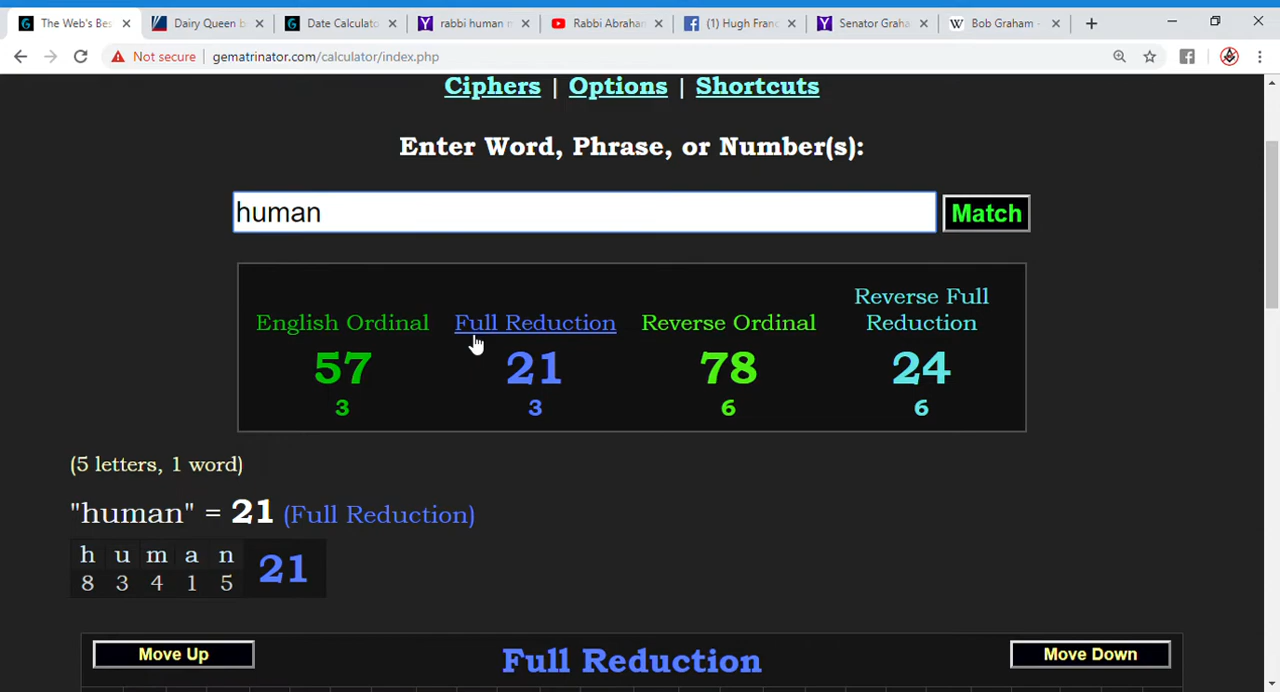 The Web's Bes
Dairy Queen b
Date Calculato
rabbi human m
Rabbi Abrahan
(1) Hugh Franc
Senator Graha
Bob Graham -
Not secure
gematrinator.com/calculator/index.php
Ciphers | Options | Shortcuts
Enter Word, Phrase, or Number(s):
human
Match
English Ordinal
Full Reduction
Reverse Ordinal
Reverse Full
Reduction
57
21
78
24
3
3
6
6
(5 letters, 1 word)
"human" = 21 (Full Reduction)
h u m a n
8 3 4 1 5
21
Move Up
Full Reduction
Move Down